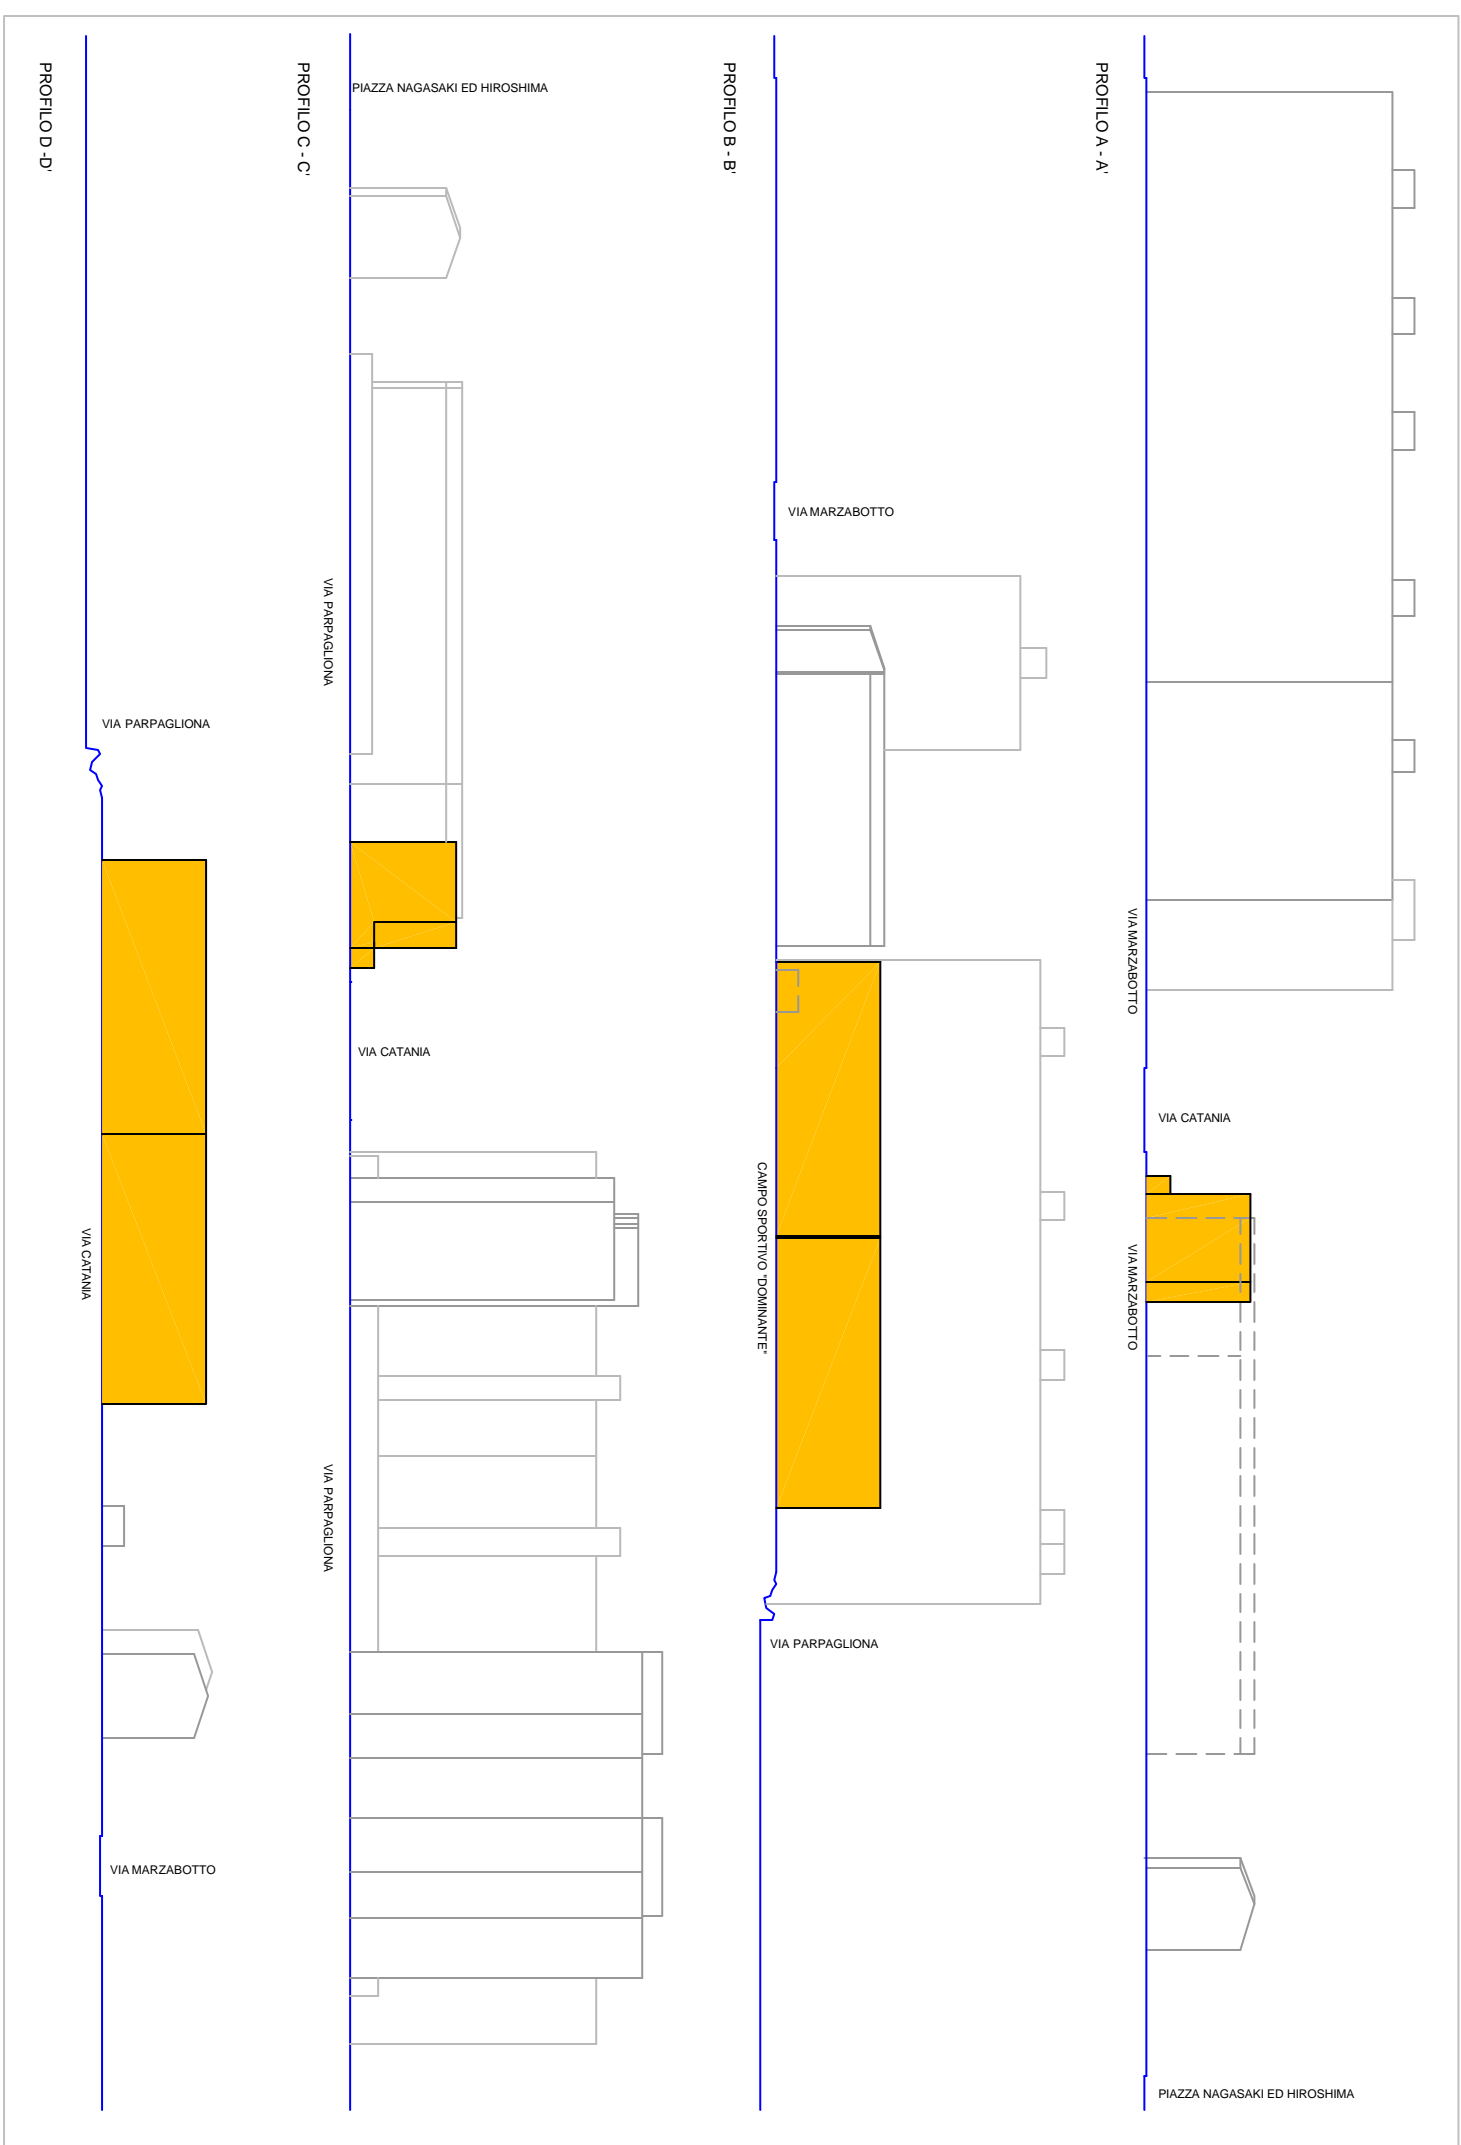 PROFILO A - A'
VIA MARZABOTTO
VIA CATANIA
VIA MARZABOTTO
PIAZZA NAGASAKI ED HIROSHIMA
PROFILO B - B'
VIA MARZABOTTO
CAMPO SPORTIVO "DOMINANTE"
VIA PARPAGLIONA
PROFILO C - C'
PIAZZA NAGASAKI ED HIROSHIMA
VIA PARPAGLIONA
VIA CATANIA
VIA PARPAGLIONA
PROFILO D -D'
VIA PARPAGLIONA
VIA CATANIA
VIA MARZABOTTO